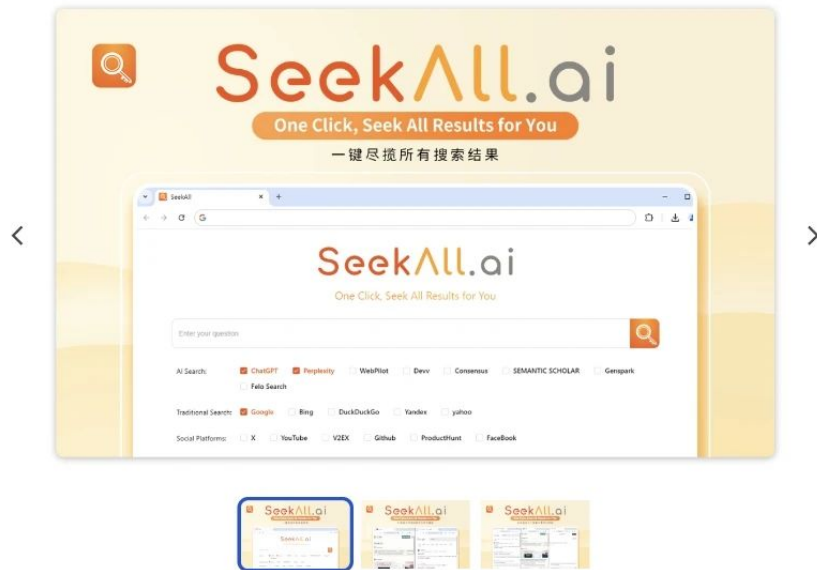 SeekAll.ai
One Click, Seek All Results for You
一键尽揽所有搜索结果
SeekAll
SeekAll.ai
One Click, Seek All Results for You
Enter your question
AI Search: ChatGPT Perplexity WebPilot Devv Consensus SEMANTIC SCHOLAR Genspark
Felo Search
Traditional Search: Google Bing DuckDuckGo Yandex yahoo
Social Platforms: X YouTube V2EX Github ProductHunt FaceBook
SeekAll.ai
SeekAll.ai
SeekAll.ai
SeekAll.ai